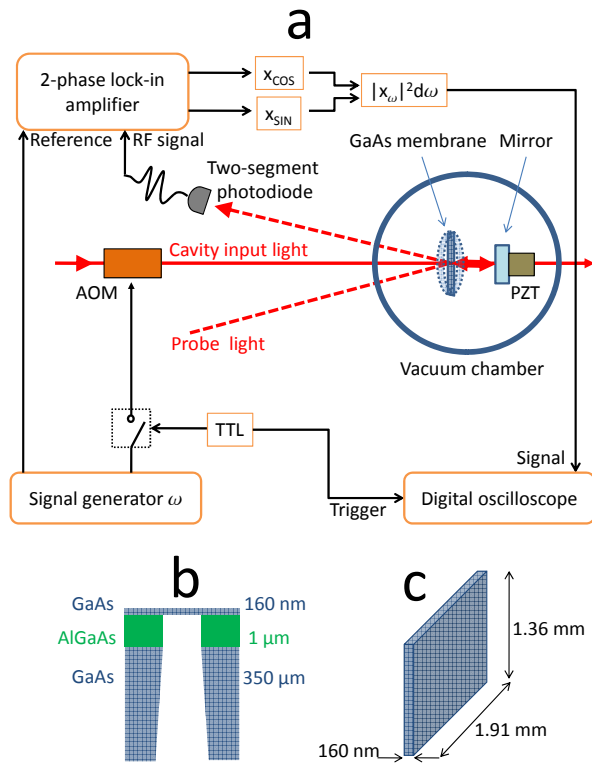 a
2-phase lock-in
amplifier
x_COS
x_SIN
|x_ω|²dω
Reference
RF signal
Two-segment
photodiode
GaAs membrane
Mirror
Cavity input light
AOM
PZT
Probe light
Vacuum chamber
TTL
Signal
Signal generator ω
Trigger
Digital oscilloscope
b
GaAs
160 nm
AlGaAs
1 µm
GaAs
350 µm
c
1.36 mm
1.91 mm
160 nm